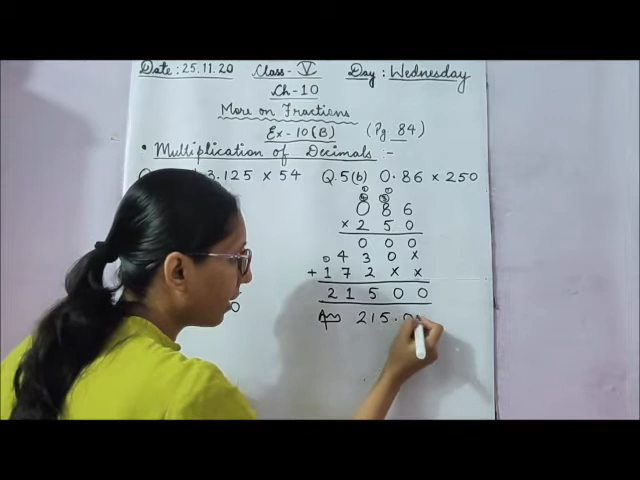 Date : 25.11.20 Class - V Day : Wednesday
Ch - 10
More on Fractions
Ex - 10(B) (Pg. 84)
• Multiplication of Decimals :-
3.125 × 54 Q.5(b) 0.86 × 250
0 8 6
× 2 5 0
0 0 0
4 3 0 ×
+ 1 7 2 × ×
2 1 5 0 0
Ans 215.0